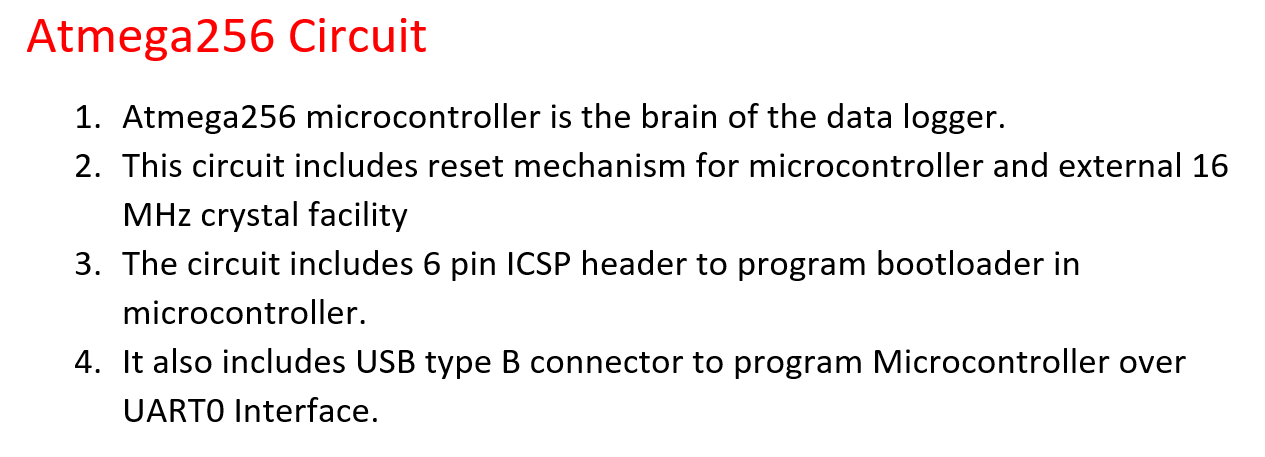 Atmega256 Circuit
1. Atmega256 microcontroller is the brain of the data logger.
2. This circuit includes reset mechanism for microcontroller and external 16
MHz crystal facility
3. The circuit includes 6 pin ICSP header to program bootloader in
microcontroller.
4. It also includes USB type B connector to program Microcontroller over
UART0 Interface.